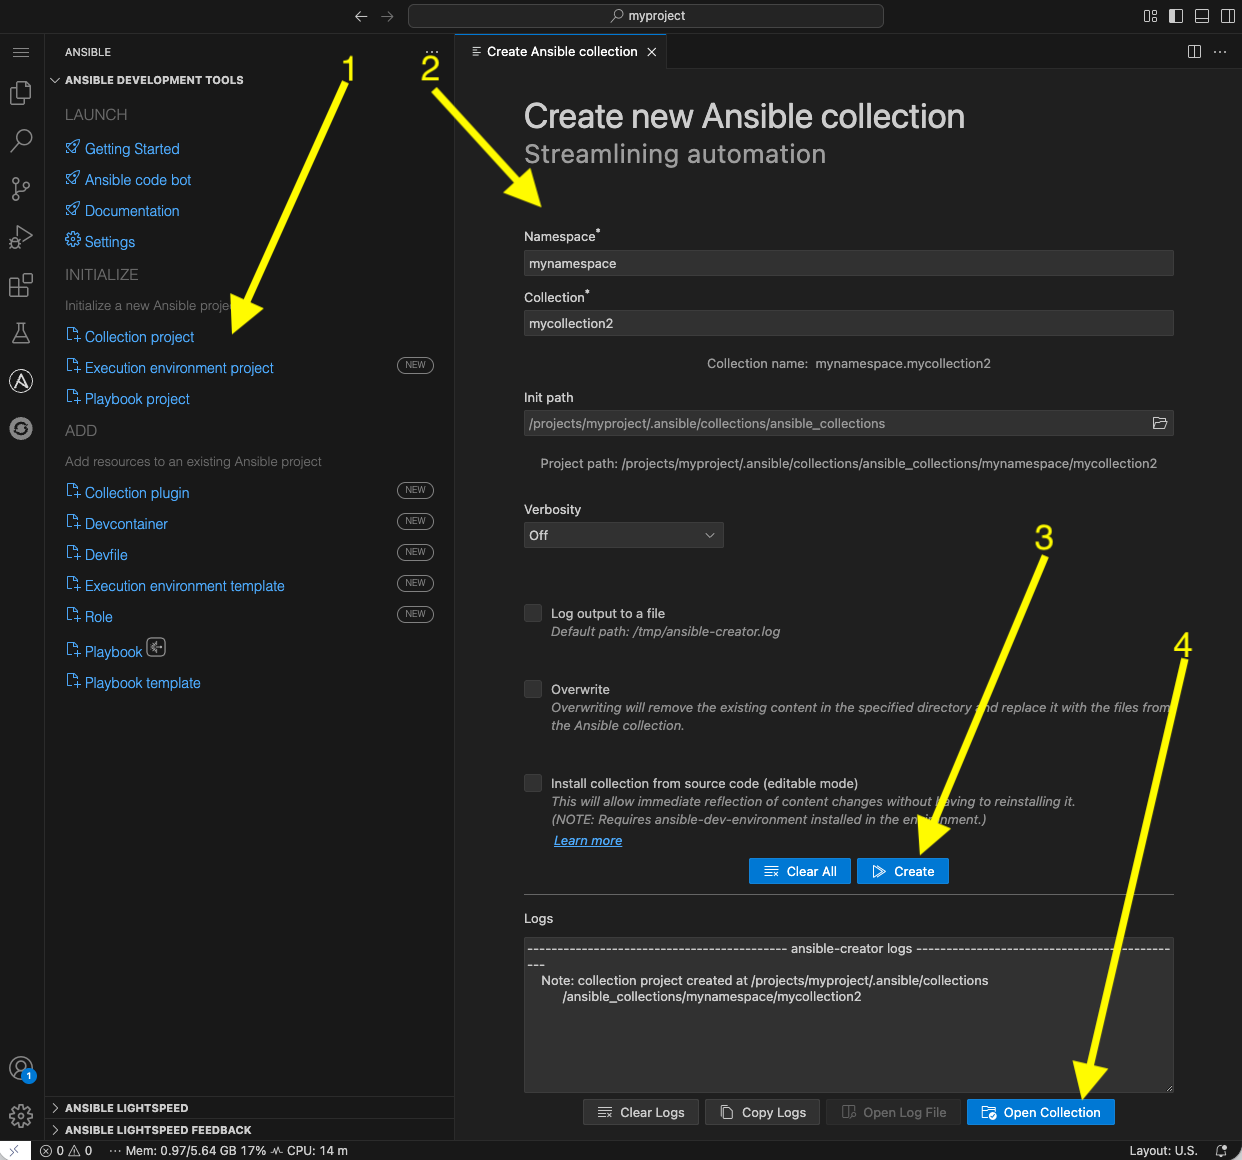 myproject
ANSIBLE
ANSIBLE DEVELOPMENT TOOLS
LAUNCH
Getting Started
Ansible code bot
Documentation
Settings
INITIALIZE
Initialize a new Ansible
Collection project
Execution environment project NEW
Playbook project
ADD
Add resources to an existing Ansible project
Collection plugin NEW
Devcontainer NEW
Devfile NEW
Execution environment template NEW
Role NEW
Playbook
Playbook template
ANSIBLE LIGHTSPEED
ANSIBLE LIGHTSPEED FEEDBACK
1
2
3
4
Create Ansible collection
Create new Ansible collection
Streamlining automation
Namespace*
mynamespace
Collection*
mycollection2
Collection name: mynamespace.mycollection2
Init path
/projects/myproject/.ansible/collections/ansible_collections
Project path: /projects/myproject/.ansible/collections/ansible_collections/mynamespace/mycollection2
Verbosity
Off
Log output to a file
Default path: /tmp/ansible-creator.log
Overwrite
Overwriting will remove the existing content in the specified directory and replace it with the files from
the Ansible collection.
Install collection from source code (editable mode)
This will allow immediate reflection of content changes without having to reinstalling it.
(NOTE: Requires ansible-dev-environment installed in the environment.)
Learn more
Clear All Create
Logs
------------------------------------------- ansible-creator logs ------------------------------------------
---
Note: collection project created at /projects/myproject/.ansible/collections
/ansible_collections/mynamespace/mycollection2
Clear Logs Copy Logs Open Log File Open Collection
1
0 0 ··· Mem: 0.97/5.64 GB 17% CPU: 14 m Layout: U.S.